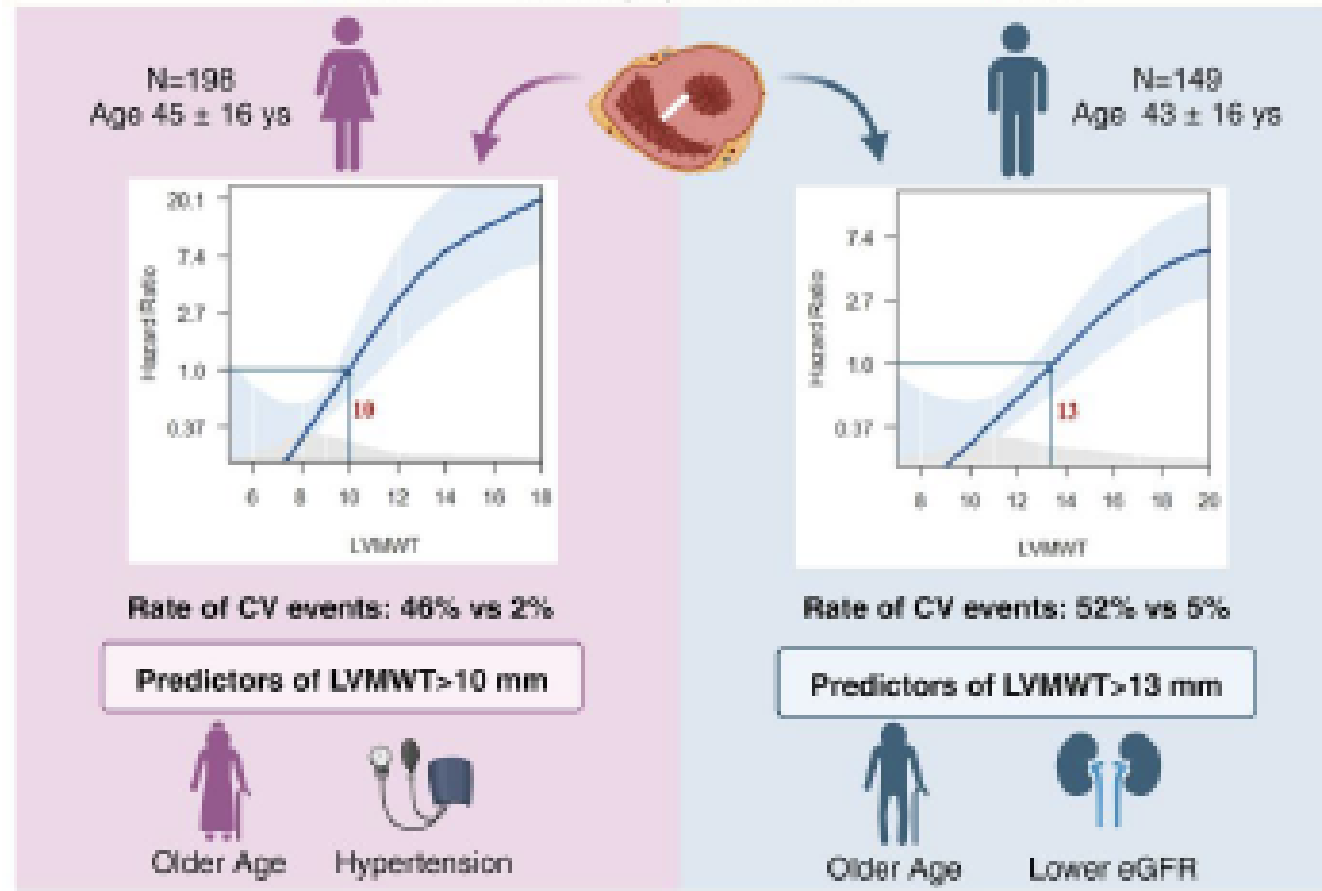 N=198
Age 45 ± 16 ys
N=149
Age 43 ± 16 ys
Hazard Ratio
20.1
7.4
2.7
1.0
0.37
10
6 8 10 12 14 16 18
LVMWT
Hazard Ratio
7.4
2.7
1.0
0.37
13
8 10 12 14 16 18 20
LVMWT
Rate of CV events: 46% vs 2%
Rate of CV events: 52% vs 5%
Predictors of LVMWT>10 mm
Predictors of LVMWT>13 mm
Older Age
Hypertension
Older Age
Lower eGFR